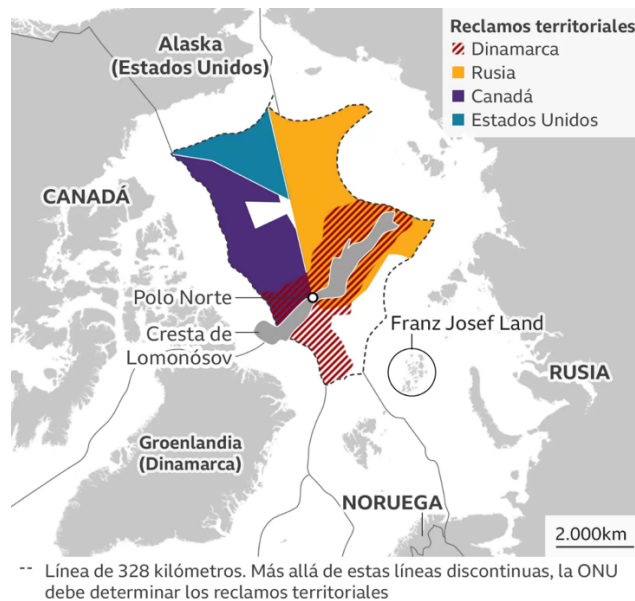 Alaska
(Estados Unidos)
Reclamos territoriales
Dinamarca
Rusia
Canadá
Estados Unidos
CANADÁ
Polo Norte
Cresta de
Lomonósov
Franz Josef Land
RUSIA
Groenlandia
(Dinamarca)
NORUEGA
2.000km
-- Línea de 328 kilómetros. Más allá de estas líneas discontinuas, la ONU
debe determinar los reclamos territoriales